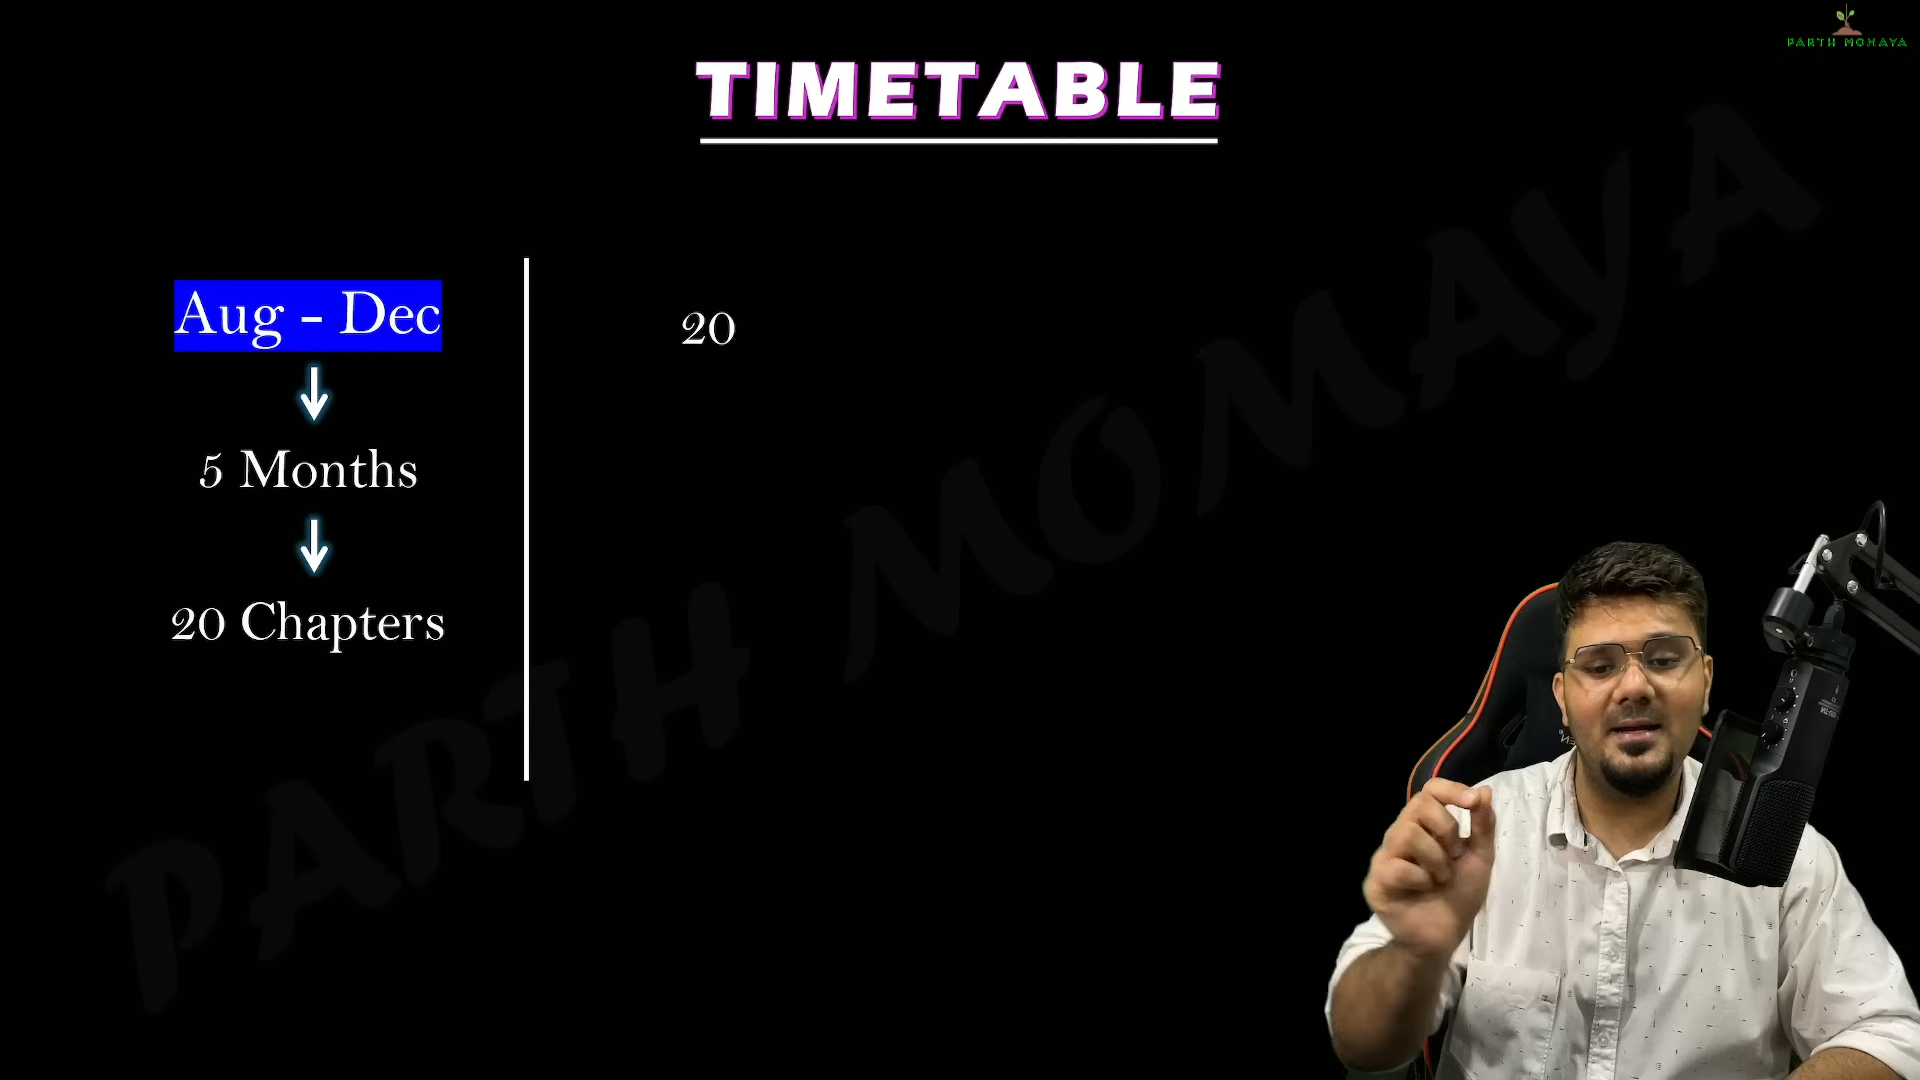 PARTH MOMAYA
TIMETABLE
Aug - Dec
5 Months
20 Chapters
20
PARTH MOMAYA